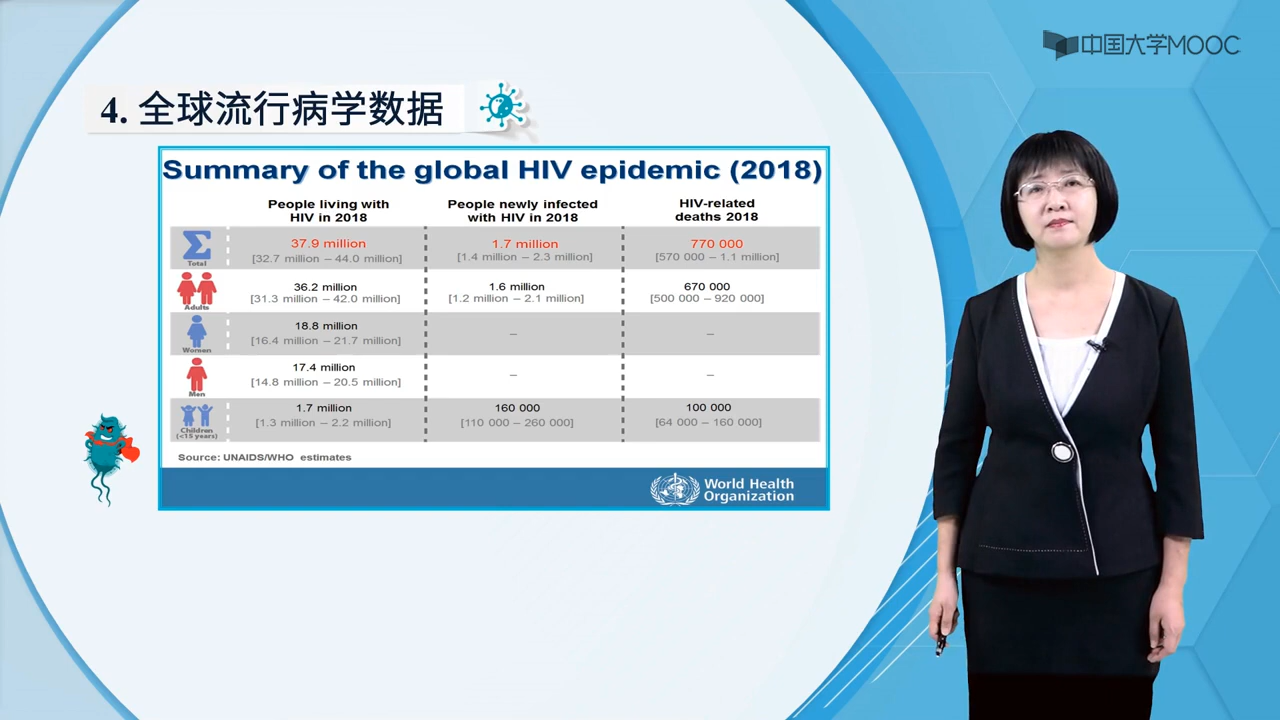 中国大学MOOC
4. 全球流行病学数据
Summary of the global HIV epidemic (2018)
People living with HIV in 2018
People newly infected with HIV in 2018
HIV-related deaths 2018
Total
37.9 million
[32.7 million – 44.0 million]
1.7 million
[1.4 million – 2.3 million]
770 000
[570 000 – 1.1 million]
Adults
36.2 million
[31.3 million – 42.0 million]
1.6 million
[1.2 million – 2.1 million]
670 000
[500 000 – 920 000]
Women
18.8 million
[16.4 million – 21.7 million]
–
–
Men
17.4 million
[14.8 million – 20.5 million]
–
–
Children
(<15 years)
1.7 million
[1.3 million – 2.2 million]
160 000
[110 000 – 260 000]
100 000
[64 000 – 160 000]
Source: UNAIDS/WHO estimates
World Health
Organization